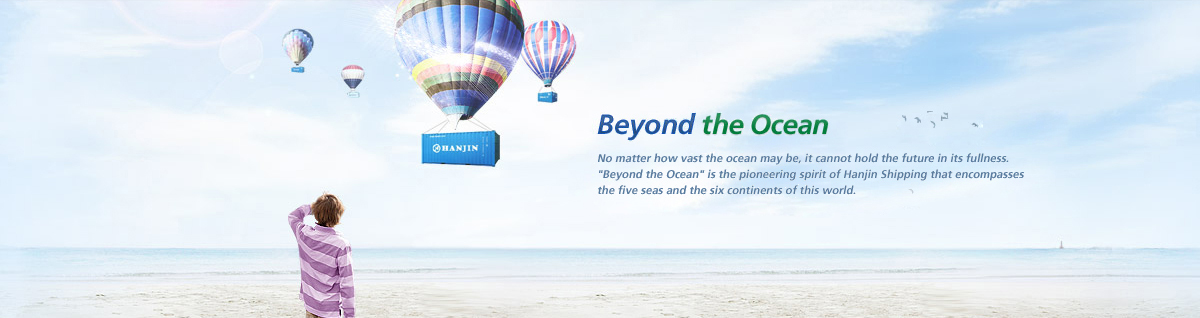 HANJIN
Beyond the Ocean
No matter how vast the ocean may be, it cannot hold the future in its fullness.
"Beyond the Ocean" is the pioneering spirit of Hanjin Shipping that encompasses
the five seas and the six continents of this world.